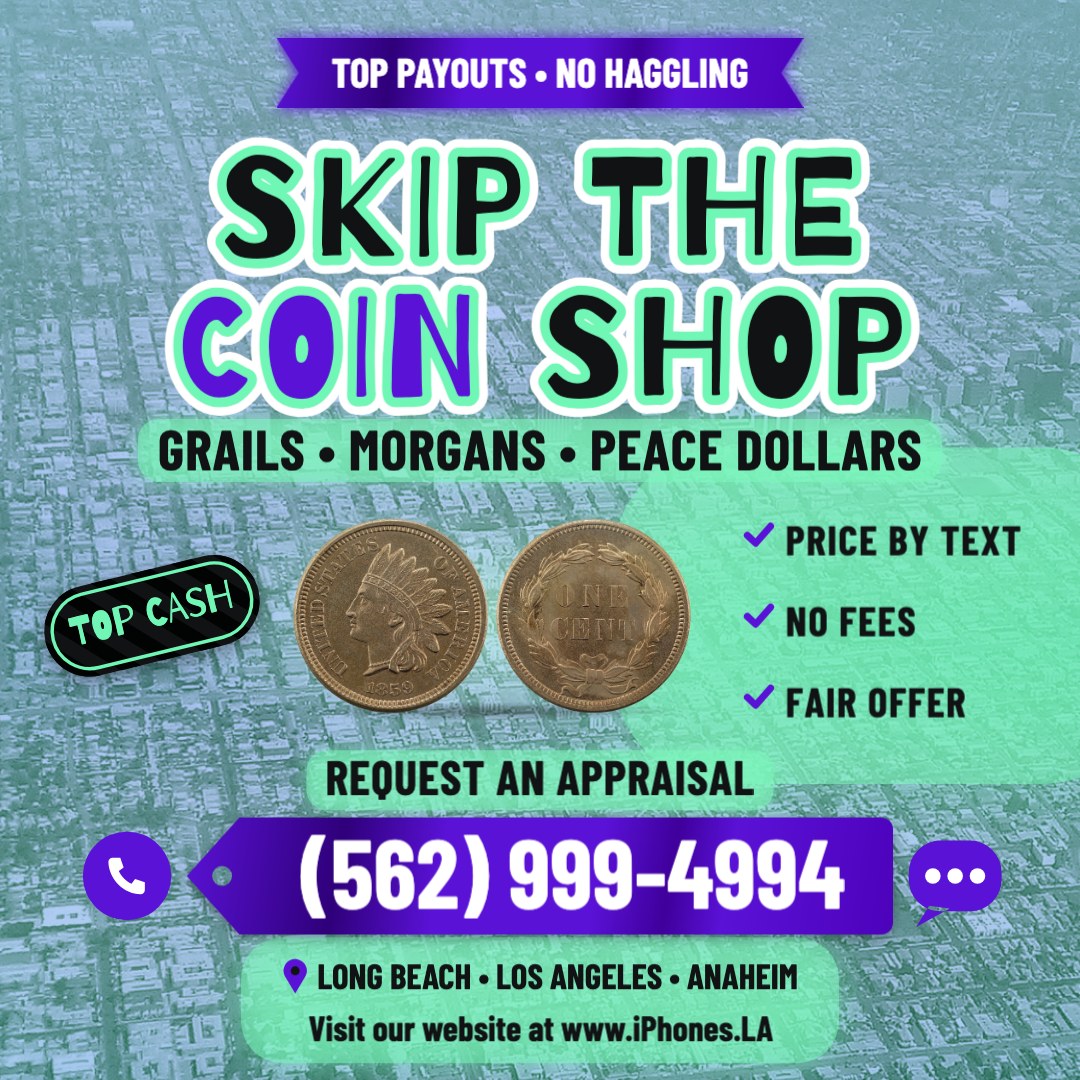 TOP PAYOUTS • NO HAGGLING
SKIP THE
COIN SHOP
GRAILS • MORGANS • PEACE DOLLARS
TOP CASH
UNITED STATES OF AMERICA
1859
ONE
CENT
PRICE BY TEXT
NO FEES
FAIR OFFER
REQUEST AN APPRAISAL
(562) 999-4994
LONG BEACH • LOS ANGELES • ANAHEIM
Visit our website at www.iPhones.LA